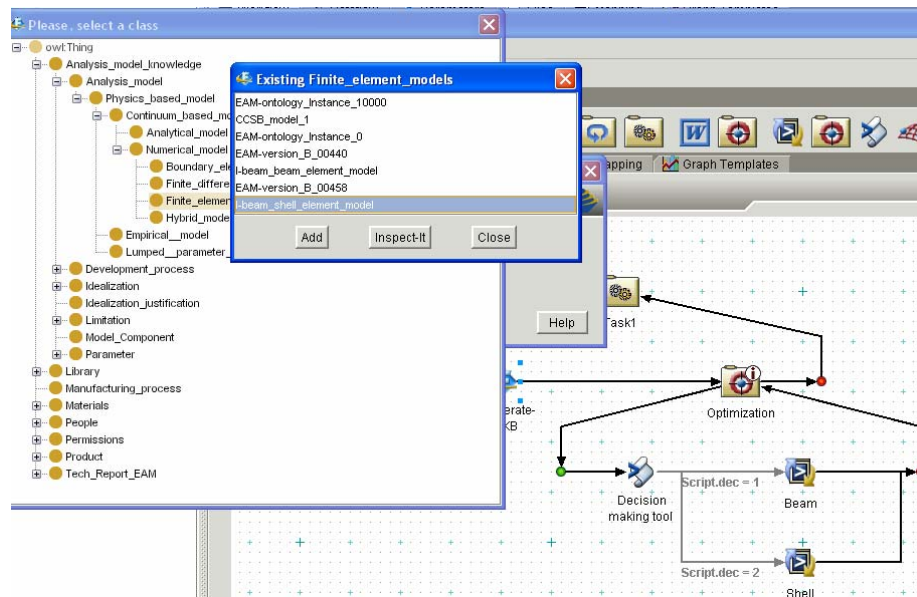 Please, select a class
owl:Thing
Analysis_model_knowledge
Analysis_model
Physics_based_model
Continuum_based_mo
Analytical_model
Numerical_model
Boundary_ele
Finite_differe
Finite_elemen
Hybrid_mode
Empirical__model
Lumped__parameter_
Development_process
Idealization
Idealization_justification
Limitation
Model_Component
Parameter
Library
Manufacturing_process
Materials
People
Permissions
Product
Tech_Report_EAM
Existing Finite_element_models
EAM-ontology_Instance_10000
CCSB_model_1
EAM-ontology_Instance_0
EAM-version_B_00440
I-beam_beam_element_model
EAM-version_B_00458
I-beam_shell_element_model
Add
Inspect-It
Close
apping
Graph Templates
Help
Task1
erate-
KB
Optimization
Decision
making tool
Script.dec = 1
Beam
Script.dec = 2
Shell